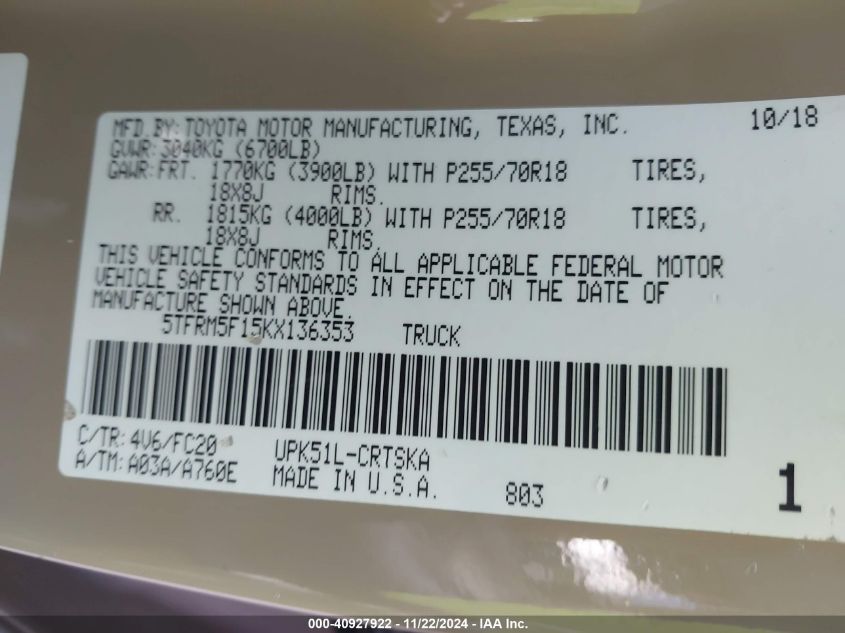 MFD.BY:TOYOTA MOTOR MANUFACTURING, TEXAS, INC. 10/18
GVWR:3040KG (6700LB)
GAWR:FRT. 1770KG (3900LB) WITH P255/70R18 TIRES,
18X8J RIMS.
RR. 1815KG (4000LB) WITH P255/70R18 TIRES,
18X8J RIMS.
THIS VEHICLE CONFORMS TO ALL APPLICABLE FEDERAL MOTOR
VEHICLE SAFETY STANDARDS IN EFFECT ON THE DATE OF
MANUFACTURE SHOWN ABOVE.
5TFRM5F15KX136353 TRUCK
C/TR:4V6/FC20 UPK51L-CRTSKA
A/TM:A03A/A760E MADE IN U.S.A. 803 1
000-40927922 - 11/22/2024 - IAA Inc.